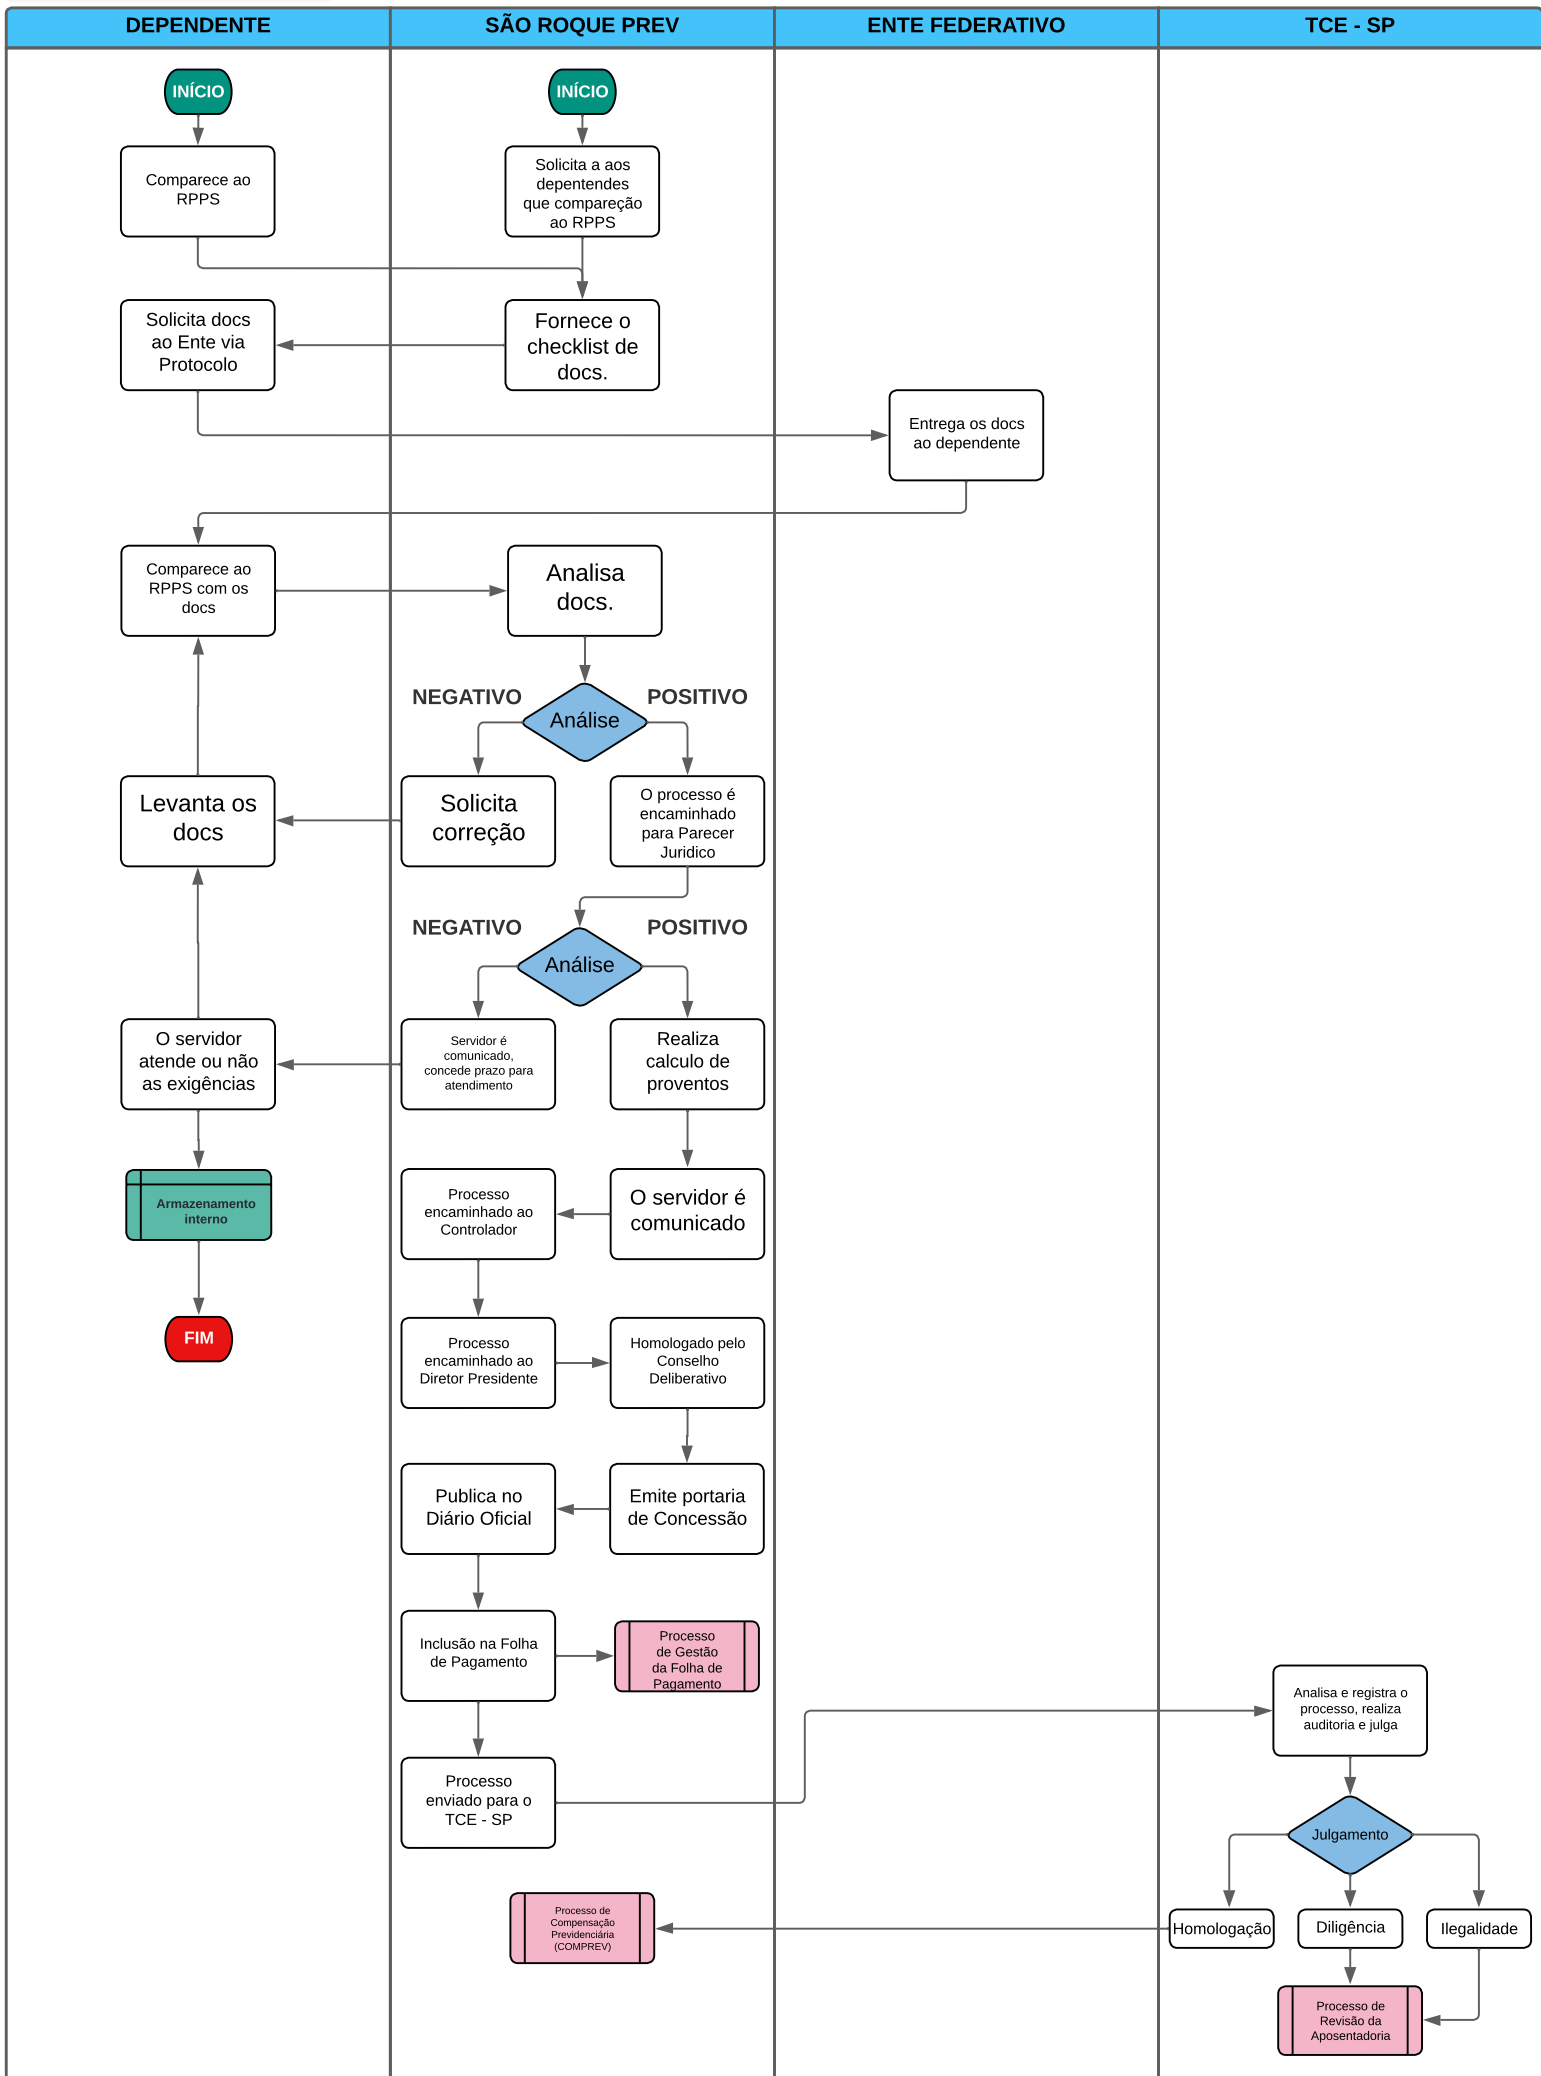 DEPENDENTE
SÃO ROQUE PREV
ENTE FEDERATIVO
TCE - SP
INÍCIO
INÍCIO
Comparece ao
RPPS
Solicita a aos
depentendes
que compareção
ao RPPS
Solicita docs
ao Ente via
Protocolo
Fornece o
checklist de
docs.
Entrega os docs
ao dependente
Comparece ao
RPPS com os
docs
Analisa
docs.
NEGATIVO
POSITIVO
Análise
Levanta os
docs
Solicita
correção
O processo é
encaminhado
para Parecer
Juridico
NEGATIVO
POSITIVO
Análise
O servidor
atende ou não
as exigências
Servidor é
comunicado,
concede prazo para
atendimento
Realiza
calculo de
proventos
Armazenamento
interno
Processo
encaminhado ao
Controlador
O servidor é
comunicado
FIM
Processo
encaminhado ao
Diretor Presidente
Homologado pelo
Conselho
Deliberativo
Publica no
Diário Oficial
Emite portaria
de Concessão
Inclusão na Folha
de Pagamento
Processo
de Gestão
da Folha de
Pagamento
Analisa e registra o
processo, realiza
auditoria e julga
Processo
enviado para o
TCE - SP
Julgamento
Processo de
Compensação
Previdenciária
(COMPREV)
Homologação
Diligência
Ilegalidade
Processo de
Revisão da
Aposentadoria